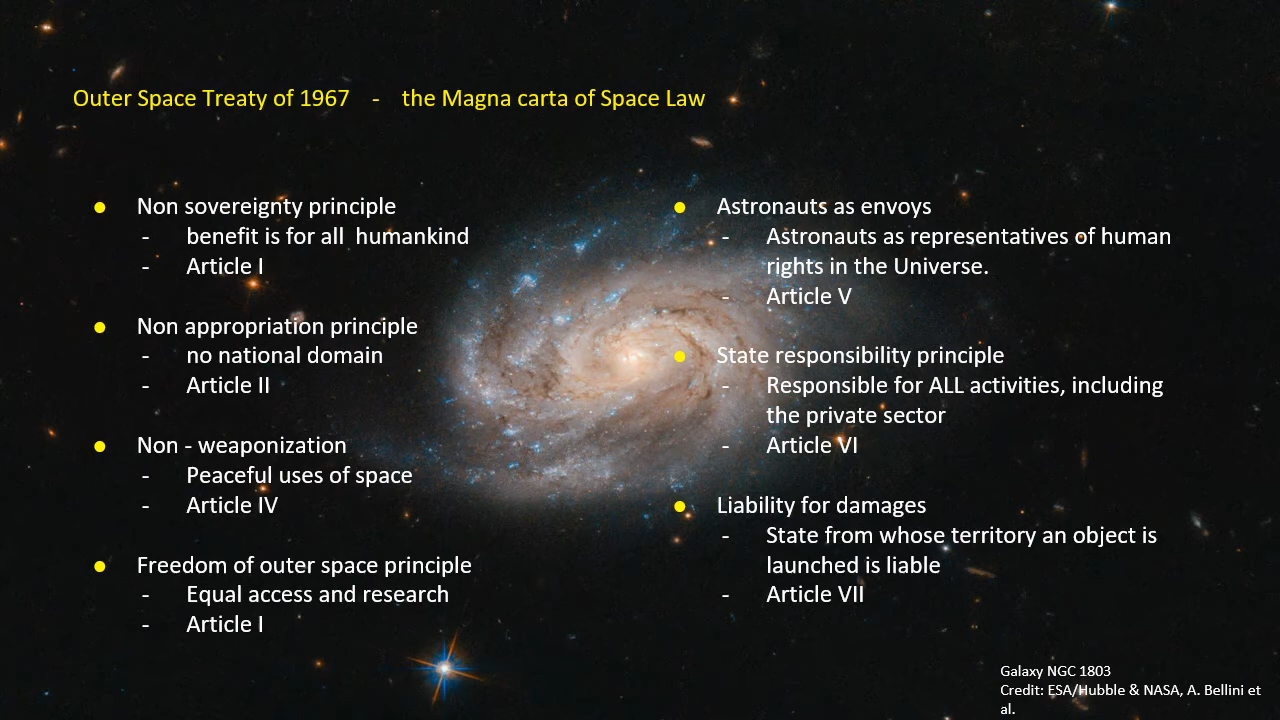 Outer Space Treaty of 1967 - the Magna carta of Space Law
● Non sovereignty principle
- benefit is for all humankind
- Article I
● Non appropriation principle
- no national domain
- Article II
● Non - weaponization
- Peaceful uses of space
- Article IV
● Freedom of outer space principle
- Equal access and research
- Article I
● Astronauts as envoys
- Astronauts as representatives of human
rights in the Universe.
- Article V
● State responsibility principle
- Responsible for ALL activities, including
the private sector
- Article VI
● Liability for damages
- State from whose territory an object is
launched is liable
- Article VII
Galaxy NGC 1803
Credit: ESA/Hubble & NASA, A. Bellini et
al.